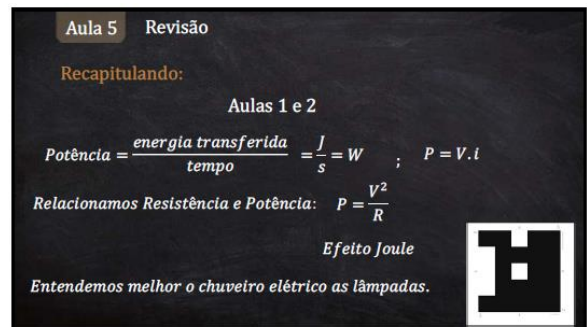 Aula 5 Revisão
Recapitulando:
Aulas 1 e 2
Potência = energia transferida / tempo = J / s = W ; P = V.i
Relacionamos Resistência e Potência: P = V² / R
Efeito Joule
Entendemos melhor o chuveiro elétrico as lâmpadas.